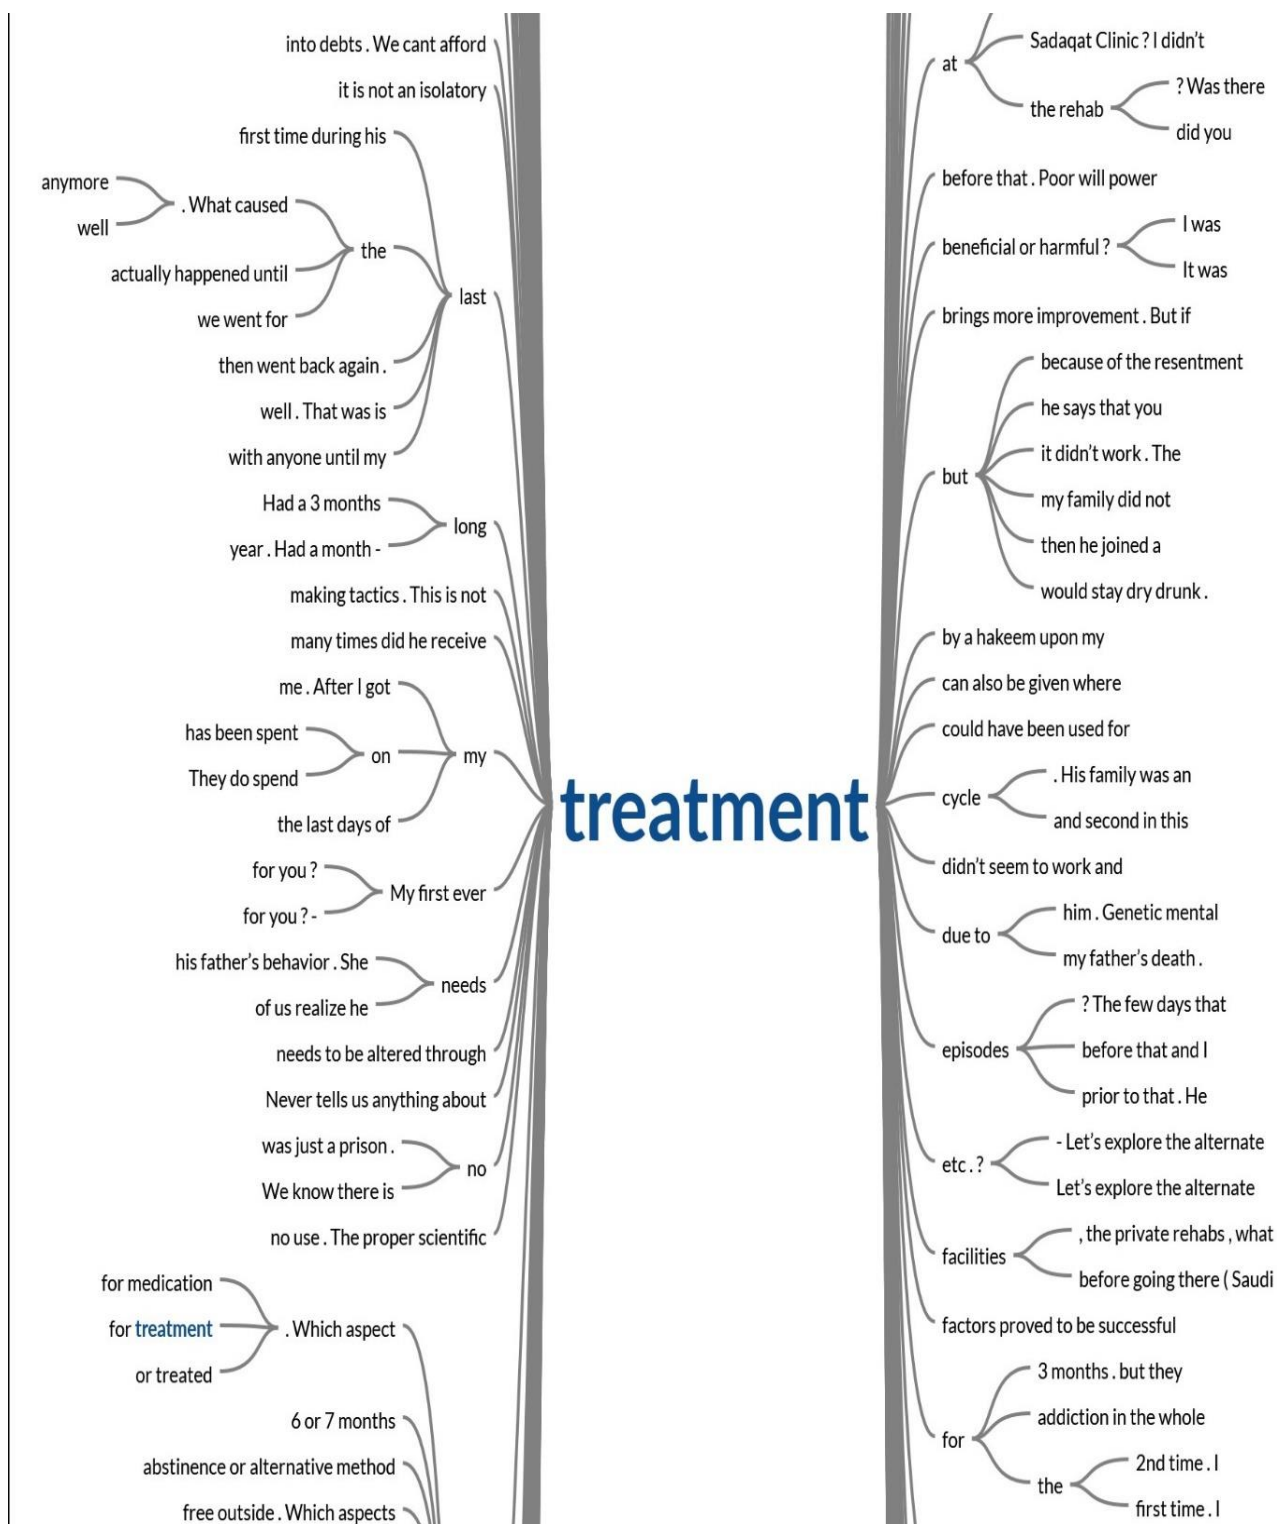 into debts . We cant afford
it is not an isolatory
first time during his
anymore
well
. What caused
actually happened until
we went for
the
then went back again .
well . That was is
with anyone until my
last
Had a 3 months
year . Had a month -
long
making tactics . This is not
many times did he receive
me . After I got
has been spent
They do spend
on
the last days of
my
for you ?
for you ? -
My first ever
his father's behavior . She
of us realize he
needs
needs to be altered through
Never tells us anything about
was just a prison .
We know there is
no
no use . The proper scientific
for medication
for treatment
or treated
. Which aspect
6 or 7 months
abstinence or alternative method
free outside . Which aspects
treatment
at
Sadaqat Clinic ? I didn't
the rehab
? Was there
did you
before that . Poor will power
beneficial or harmful ?
I was
It was
brings more improvement . But if
but
because of the resentment
he says that you
it didn't work . The
my family did not
then he joined a
would stay dry drunk .
by a hakeem upon my
can also be given where
could have been used for
cycle
. His family was an
and second in this
didn't seem to work and
due to
him . Genetic mental
my father's death .
episodes
? The few days that
before that and I
prior to that . He
etc . ?
- Let's explore the alternate
Let's explore the alternate
facilities
, the private rehabs , what
before going there ( Saudi
factors proved to be successful
for
3 months . but they
addiction in the whole
the
2nd time . I
first time . I